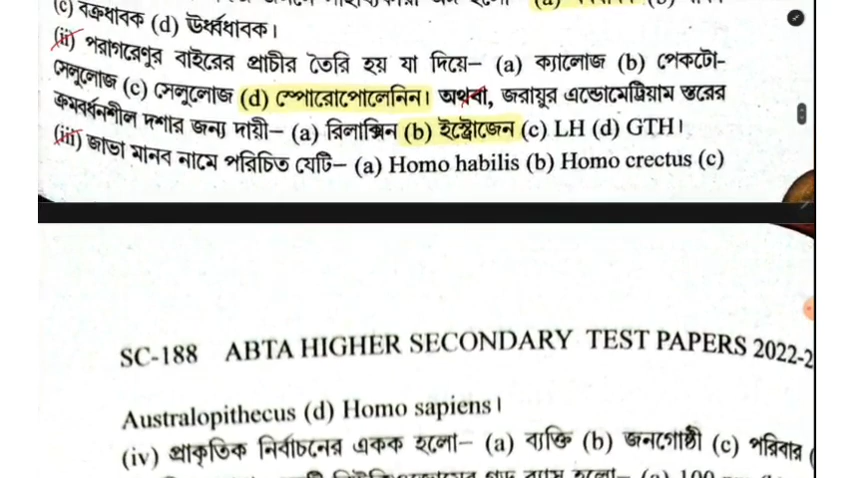 (c) বক্রধাবক (d) ঊর্ধ্বধাবক।
(ii) পরাগরেণুর বাইরের প্রাচীর তৈরি হয় যা দিয়ে– (a) ক্যালোজ (b) পেকটো-
সেলুলোজ (c) সেলুলোজ (d) স্পোরোপোলেনিন। অথবা, জরায়ুর এন্ডোমেট্রিয়াম স্তরের
ক্রমবর্ধনশীল দশার জন্য দায়ী– (a) রিলাক্সিন (b) ইস্ট্রোজেন (c) LH (d) GTH।
(iii) জাভা মানব নামে পরিচিত যেটি– (a) Homo habilis (b) Homo crectus (c)
SC-188 ABTA HIGHER SECONDARY TEST PAPERS 2022-2
Australopithecus (d) Homo sapiens।
(iv) প্রাকৃতিক নির্বাচনের একক হলো– (a) ব্যক্তি (b) জনগোষ্ঠী (c) পরিবার (